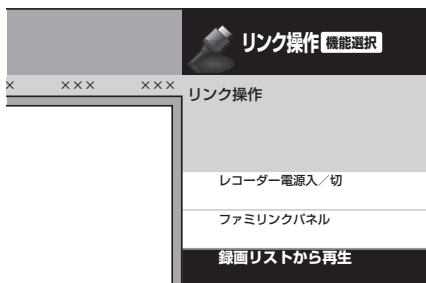 リンク操作 機能選択
× ××× ×××
リンク操作
レコーダー電源入／切
ファミリンクパネル
録画リストから再生